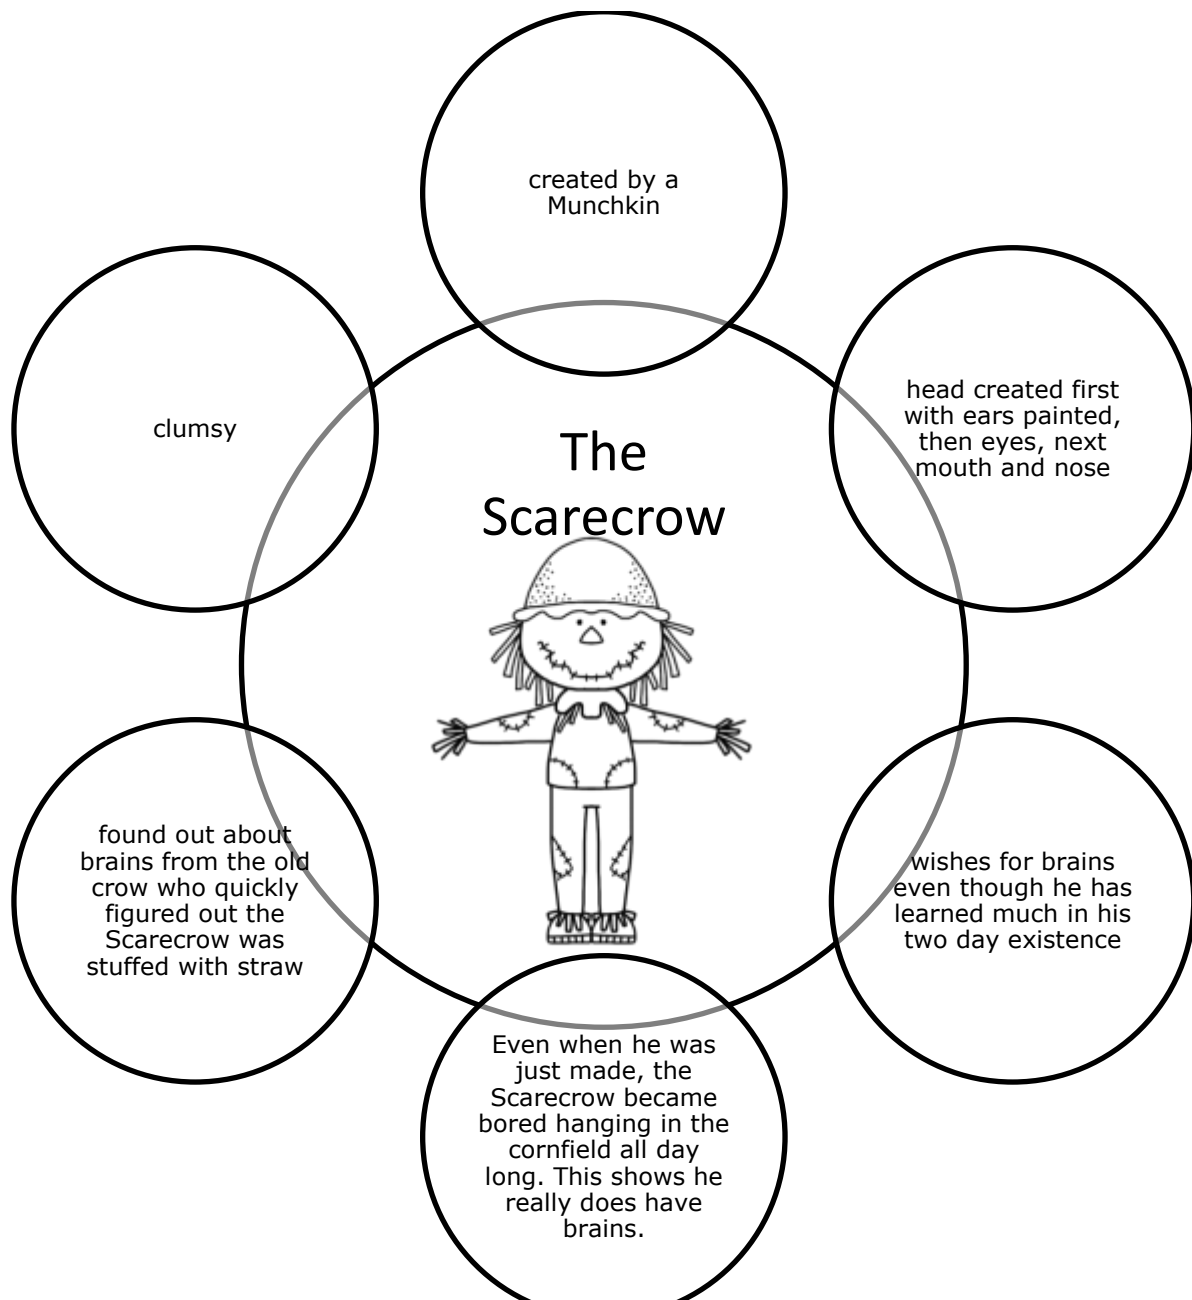 created by a
Munchkin
head created first
with ears painted,
then eyes, next
mouth and nose
clumsy
The
Scarecrow
found out about
brains from the old
crow who quickly
figured out the
Scarecrow was
stuffed with straw
wishes for brains
even though he has
learned much in his
two day existence
Even when he was
just made, the
Scarecrow became
bored hanging in the
cornfield all day
long. This shows he
really does have
brains.